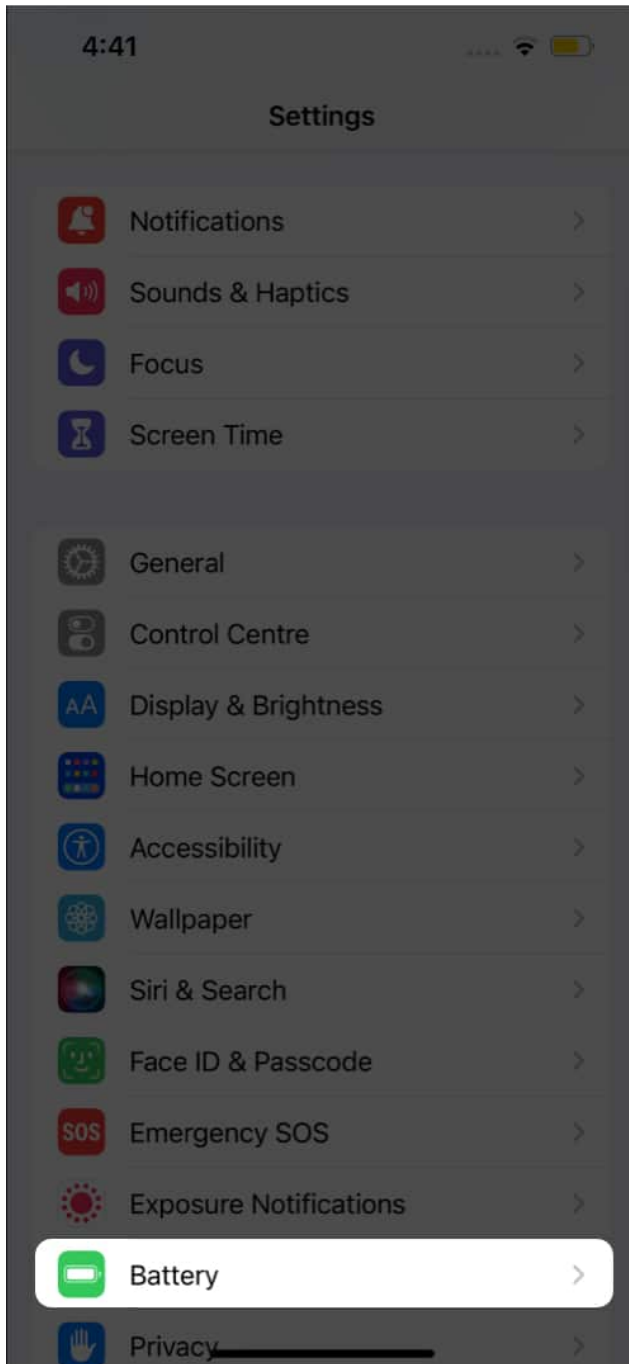 4:41
Settings
Notifications
Sounds & Haptics
Focus
Screen Time
General
Control Centre
AA Display & Brightness
Home Screen
Accessibility
Wallpaper
Siri & Search
Face ID & Passcode
SOS Emergency SOS
Exposure Notifications
Battery
Privacy